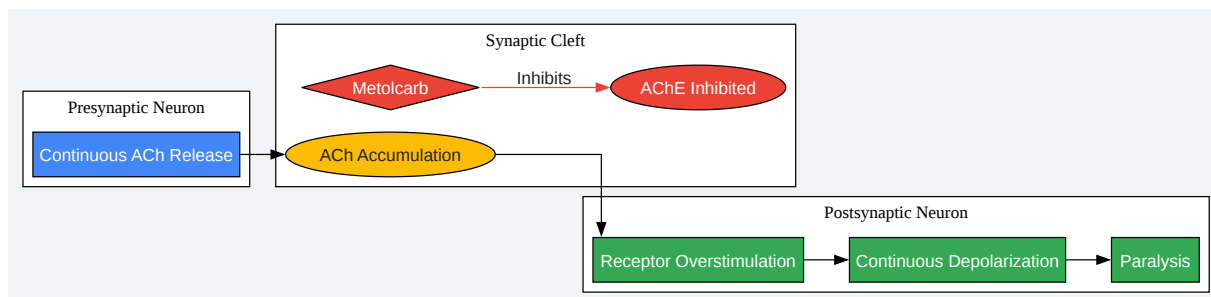 Synaptic Cleft
Metolcarb
Inhibits
AChE Inhibited
Presynaptic Neuron
Continuous ACh Release
ACh Accumulation
Postsynaptic Neuron
Receptor Overstimulation
Continuous Depolarization
Paralysis